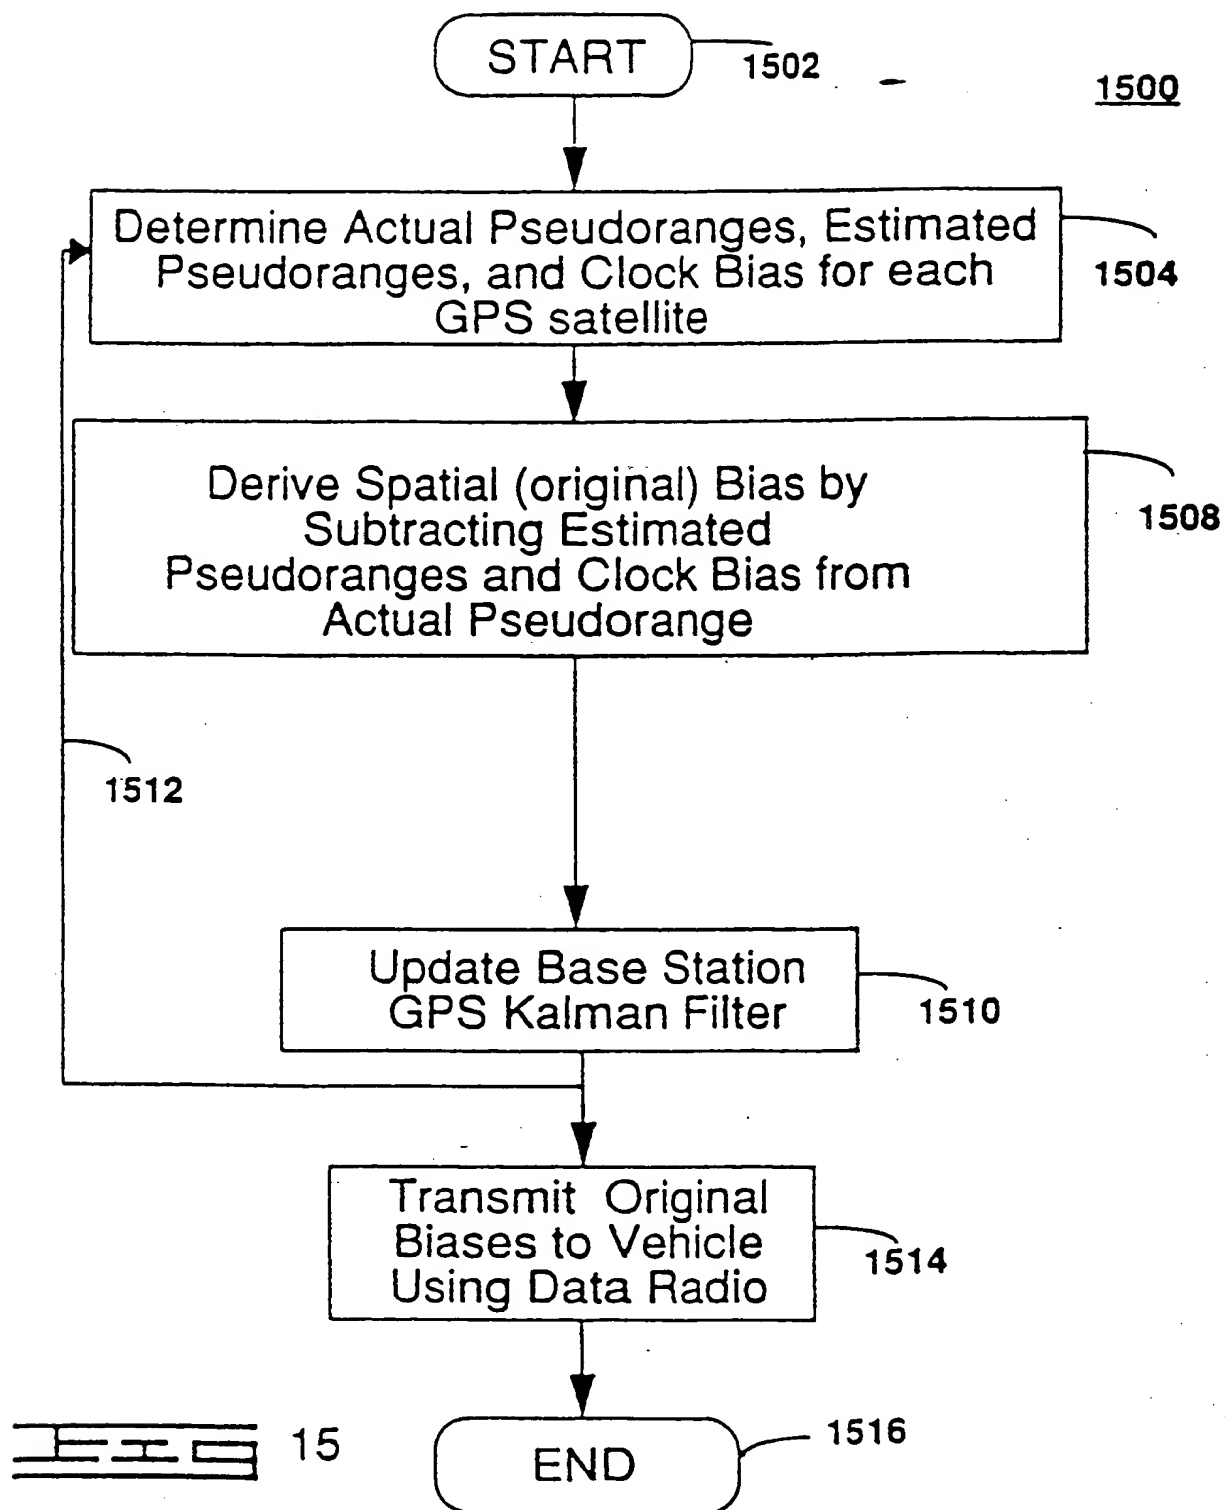 START
1502
1500
Determine Actual Pseudoranges, Estimated
Pseudoranges, and Clock Bias for each
GPS satellite
1504
Derive Spatial (original) Bias by
Subtracting Estimated
Pseudoranges and Clock Bias from
Actual Pseudorange
1508
1512
Update Base Station
GPS Kalman Filter
1510
Transmit Original
Biases to Vehicle
Using Data Radio
1514
FIG 15
END
1516